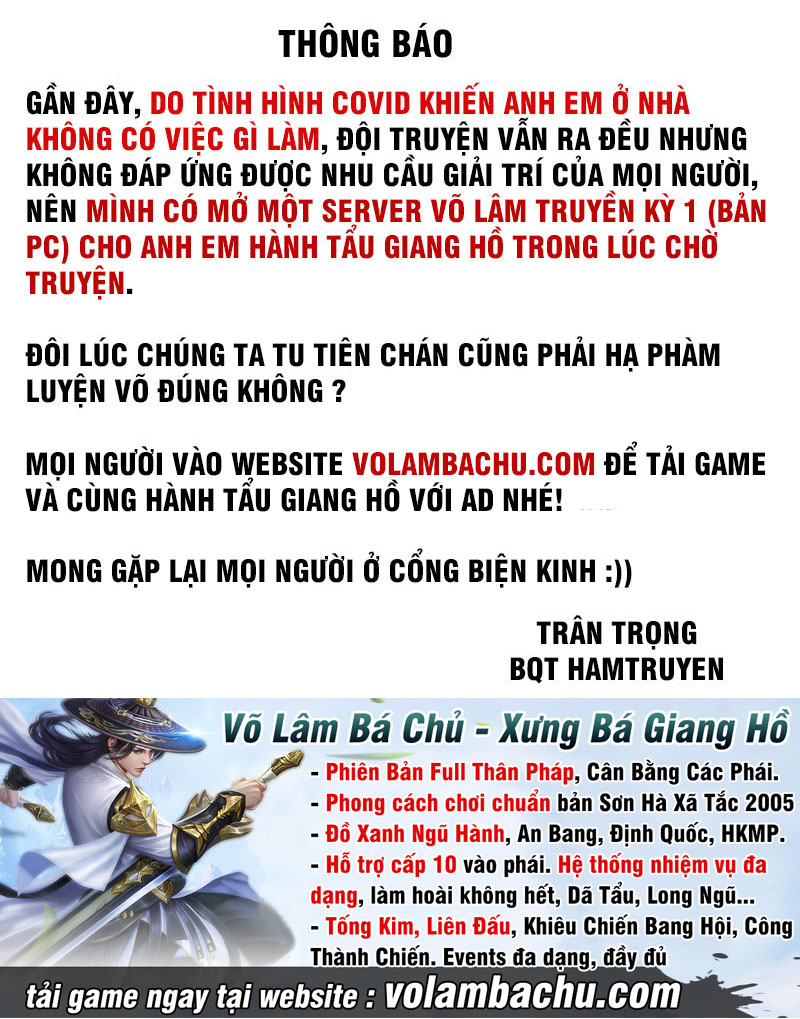 THÔNG BÁO
GẦN ĐÂY, DO TÌNH HÌNH COVID KHIẾN ANH EM Ở NHÀ
KHÔNG CÓ VIỆC GÌ LÀM, ĐỘI TRUYỆN VẪN RA ĐỀU NHƯNG
KHÔNG ĐÁP ỨNG ĐƯỢC NHU CẦU GIẢI TRÍ CỦA MỌI NGƯỜI,
NÊN MÌNH CÓ MỞ MỘT SERVER VÕ LÂM TRUYỀN KỲ 1 (BẢN
PC) CHO ANH EM HÀNH TẨU GIANG HỒ TRONG LÚC CHỜ
TRUYỆN.
ĐÔI LÚC CHÚNG TA TU TIÊN CHÁN CŨNG PHẢI HẠ PHÀM
LUYỆN VÕ ĐÚNG KHÔNG ?
MỌI NGƯỜI VÀO WEBSITE VOLAMBACHU.COM ĐỂ TẢI GAME
VÀ CÙNG HÀNH TẨU GIANG HỒ VỚI AD NHÉ!
MONG GẶP LẠI MỌI NGƯỜI Ở CỔNG BIỆN KINH :))
TRÂN TRỌNG
BQT HAMTRUYEN
Võ Lâm Bá Chủ - Xưng Bá Giang Hồ
- Phiên Bản Full Thân Pháp, Cân Bằng Các Phái.
- Phong cách chơi chuẩn bản Sơn Hà Xã Tắc 2005
- Đồ Xanh Ngũ Hành, An Bang, Định Quốc, HKMP.
- Hỗ trợ cấp 10 vào phái. Hệ thống nhiệm vụ đa
dạng, làm hoài không hết, Dã Tẩu, Long Ngũ...
- Tống Kim, Liên Đấu, Khiêu Chiến Bang Hội, Công
Thành Chiến. Events đa dạng, đầy đủ
tải game ngay tại website : volambachu.com